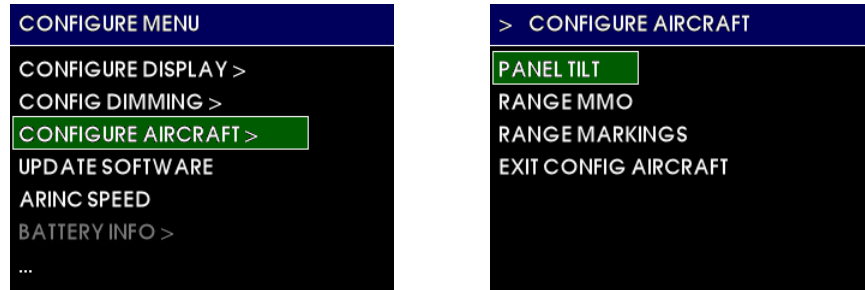 CONFIGURE MENU
CONFIGURE DISPLAY >
CONFIG DIMMING >
CONFIGURE AIRCRAFT >
UPDATE SOFTWARE
ARINC SPEED
BATTERY INFO >
...
> CONFIGURE AIRCRAFT
PANEL TILT
RANGE MMO
RANGE MARKINGS
EXIT CONFIG AIRCRAFT